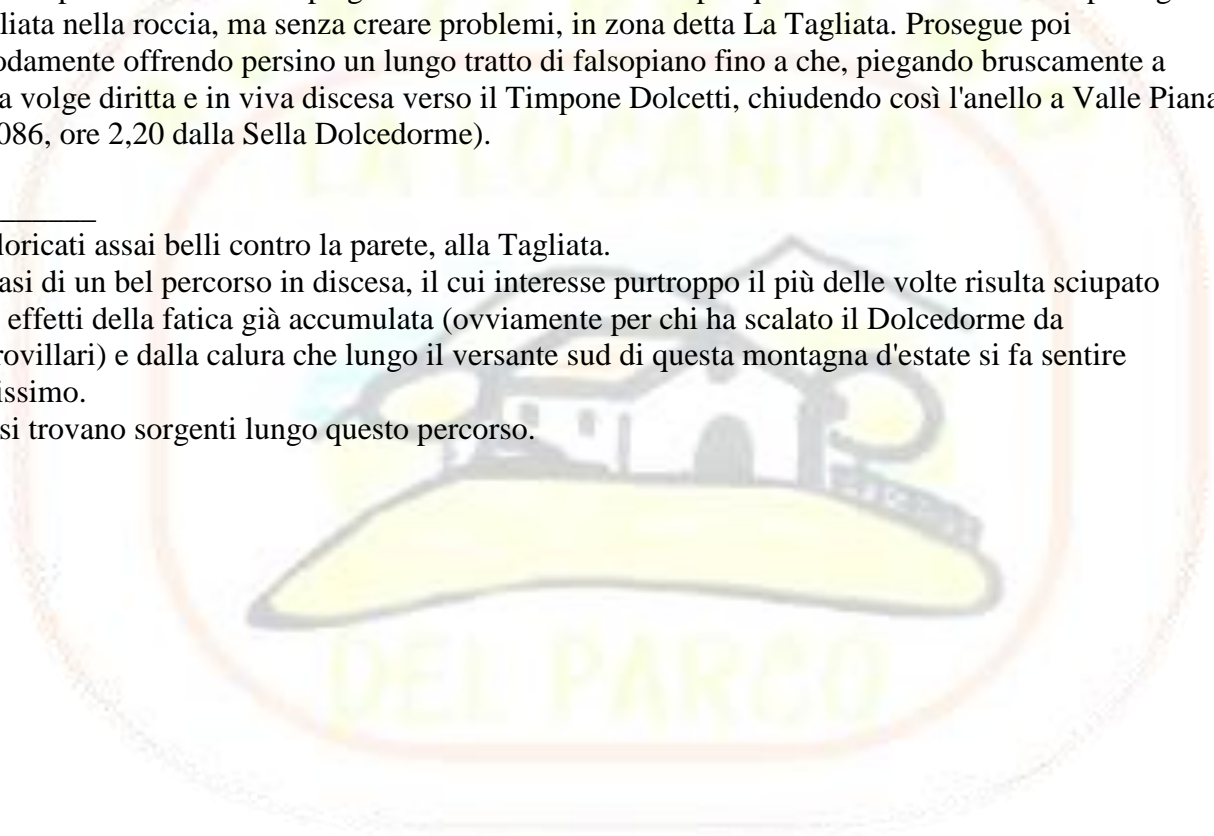 liata nella roccia, ma senza creare problemi, in zona detta La Tagliata. Prosegue poi
odamente offrendo persino un lungo tratto di falsopiano fino a che, piegando bruscamente a
a volge diritta e in viva discesa verso il Timpone Dolcetti, chiudendo così l'anello a Valle Piana
086, ore 2,20 dalla Sella Dolcedorme).
________
loricati assai belli contro la parete, alla Tagliata.
asi di un bel percorso in discesa, il cui interesse purtroppo il più delle volte risulta sciupato
effetti della fatica già accumulata (ovviamente per chi ha scalato il Dolcedorme da
rovillari) e dalla calura che lungo il versante sud di questa montagna d'estate si fa sentire
issimo.
si trovano sorgenti lungo questo percorso.
LA LOCANDA
DEL PARCO